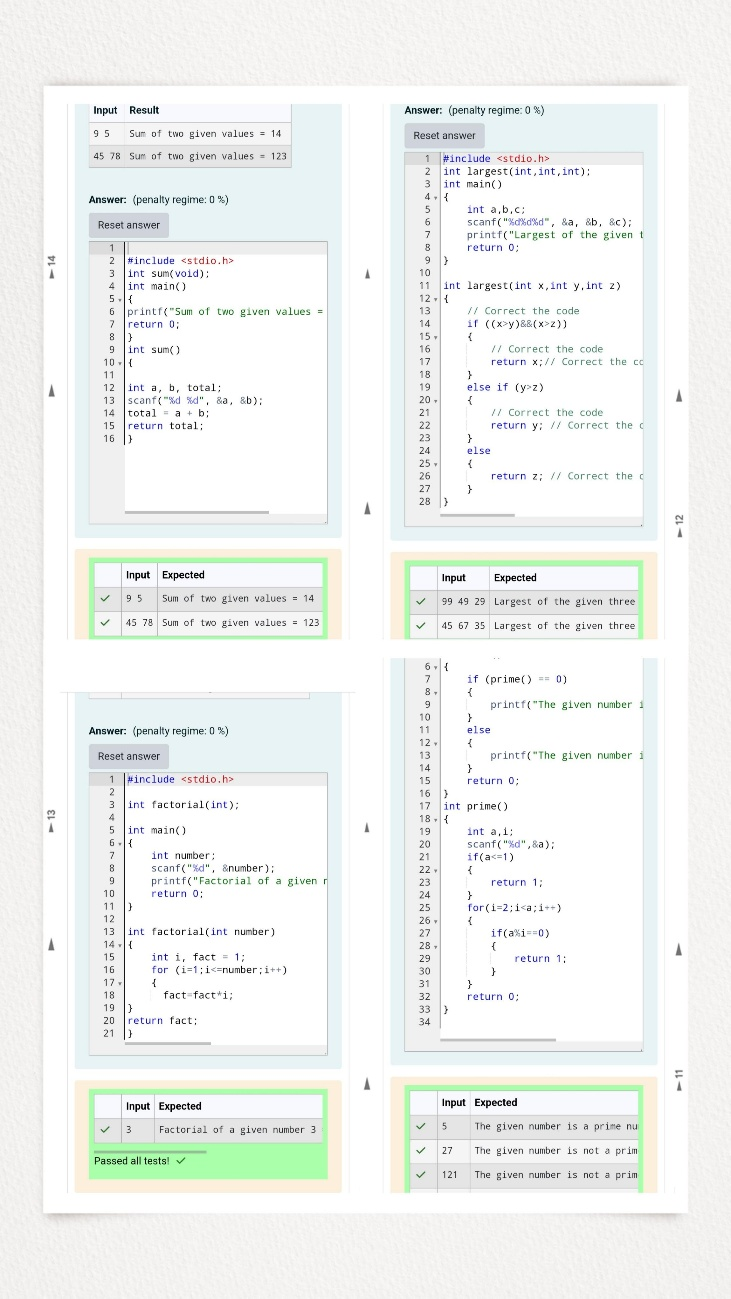 Input Result
9 5 Sum of two given values = 14
45 78 Sum of two given values = 123
Answer: (penalty regime: 0 %)
Reset answer
1
2 #include <stdio.h>
3 int sum(void);
4 int main()
5 {
6 printf("Sum of two given values =
7 return 0;
8 }
9 int sum()
10 {
11
12 int a, b, total;
13 scanf("%d %d", &a, &b);
14 total = a + b;
15 return total;
16 }
Input Expected
9 5 Sum of two given values = 14
45 78 Sum of two given values = 123
14
Answer: (penalty regime: 0 %)
Reset answer
1 #include <stdio.h>
2 int largest(int,int,int);
3 int main()
4 {
5 int a,b,c;
6 scanf("%d%d%d", &a, &b, &c);
7 printf("Largest of the given t
8 return 0;
9 }
10
11 int largest(int x,int y,int z)
12 {
13 // Correct the code
14 if ((x>y)&&(x>z))
15 {
16 // Correct the code
17 return x;// Correct the co
18 }
19 else if (y>z)
20 {
21 // Correct the code
22 return y; // Correct the c
23 }
24 else
25 {
26 return z; // Correct the c
27 }
28 }
Input Expected
99 49 29 Largest of the given three
45 67 35 Largest of the given three
12
Answer: (penalty regime: 0 %)
Reset answer
1 #include <stdio.h>
2
3 int factorial(int);
4
5 int main()
6 {
7 int number;
8 scanf("%d", &number);
9 printf("Factorial of a given n
10 return 0;
11 }
12
13 int factorial(int number)
14 {
15 int i, fact = 1;
16 for (i=1;i<=number;i++)
17 {
18 fact=fact*i;
19 }
20 return fact;
21 }
Input Expected
3 Factorial of a given number 3
Passed all tests!
13
6 {
7 if (prime() == 0)
8 {
9 printf("The given number i
10 }
11 else
12 {
13 printf("The given number i
14 }
15 return 0;
16 }
17 int prime()
18 {
19 int a,i;
20 scanf("%d",&a);
21 if(a<=1)
22 {
23 return 1;
24 }
25 for(i=2;i<a;i++)
26 {
27 if(a%i==0)
28 {
29 return 1;
30 }
31 }
32 return 0;
33 }
34
Input Expected
5 The given number is a prime nu
27 The given number is not a prim
121 The given number is not a prim
11